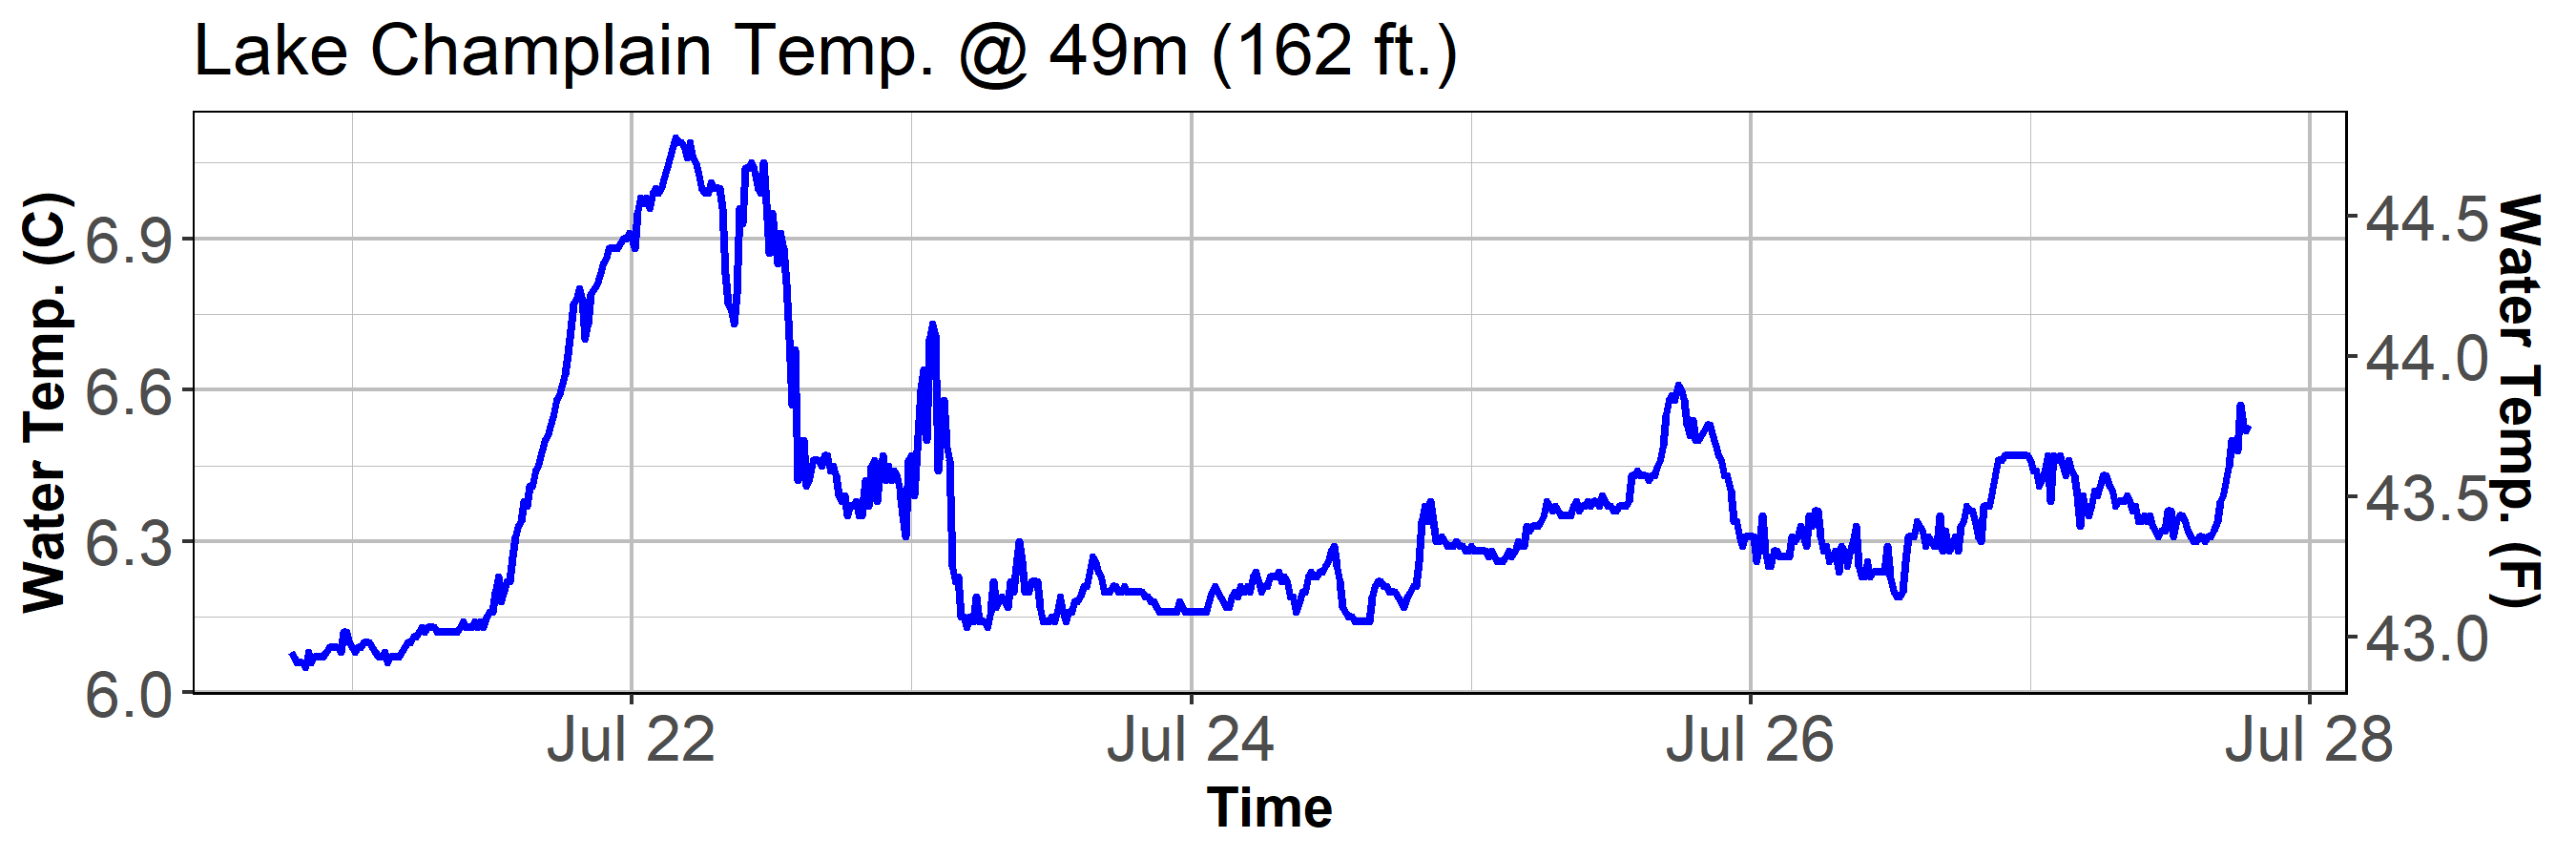 Lake Champlain Temp. @ 49m (162 ft.)
Water Temp. (C)
6.9
6.6
6.3
6.0
44.5
44.0
43.5
43.0
Water Temp. (F)
Jul 22 Jul 24 Jul 26 Jul 28
Time